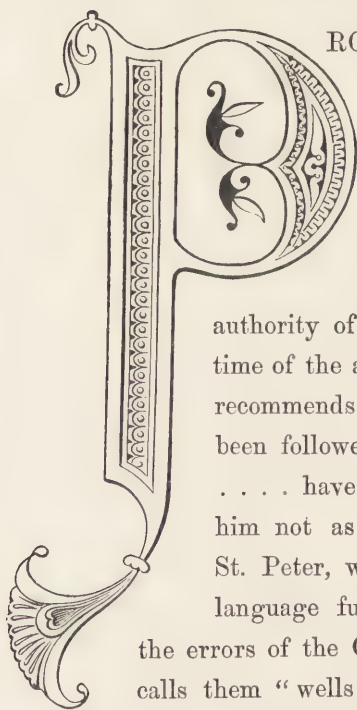 PRO
authority of
time of the a
recommends
been followe
. . . . have
him not as
St. Peter, w
language fu
the errors of the
calls them “ wells